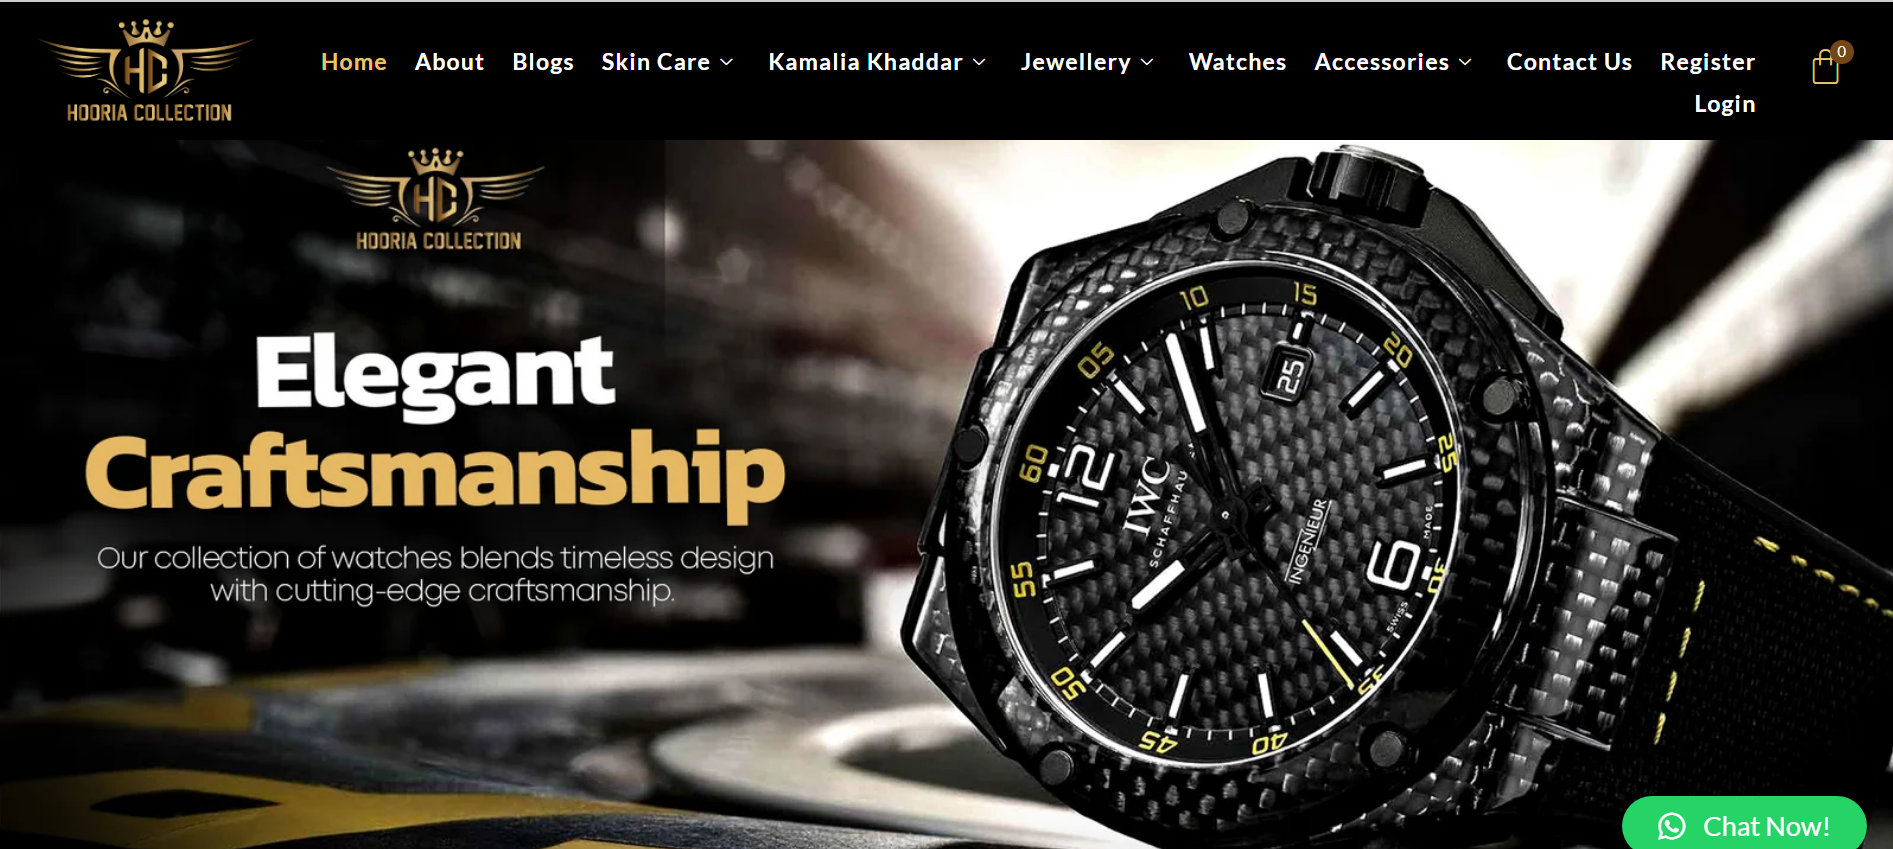 HC
HOORIA COLLECTION
Home About Blogs Skin Care Kamalia Khaddar Jewellery Watches Accessories Contact Us Register
Login
0
HC
HOORIA COLLECTION
Elegant
Craftsmanship
Our collection of watches blends timeless design
with cutting-edge craftsmanship.
05
10
15
20
25
30
35
40
45
50
55
60
12
6
25
IWC
SCHAFFHAUSEN
INGENIEUR
SWISS
MADE
Chat Now!